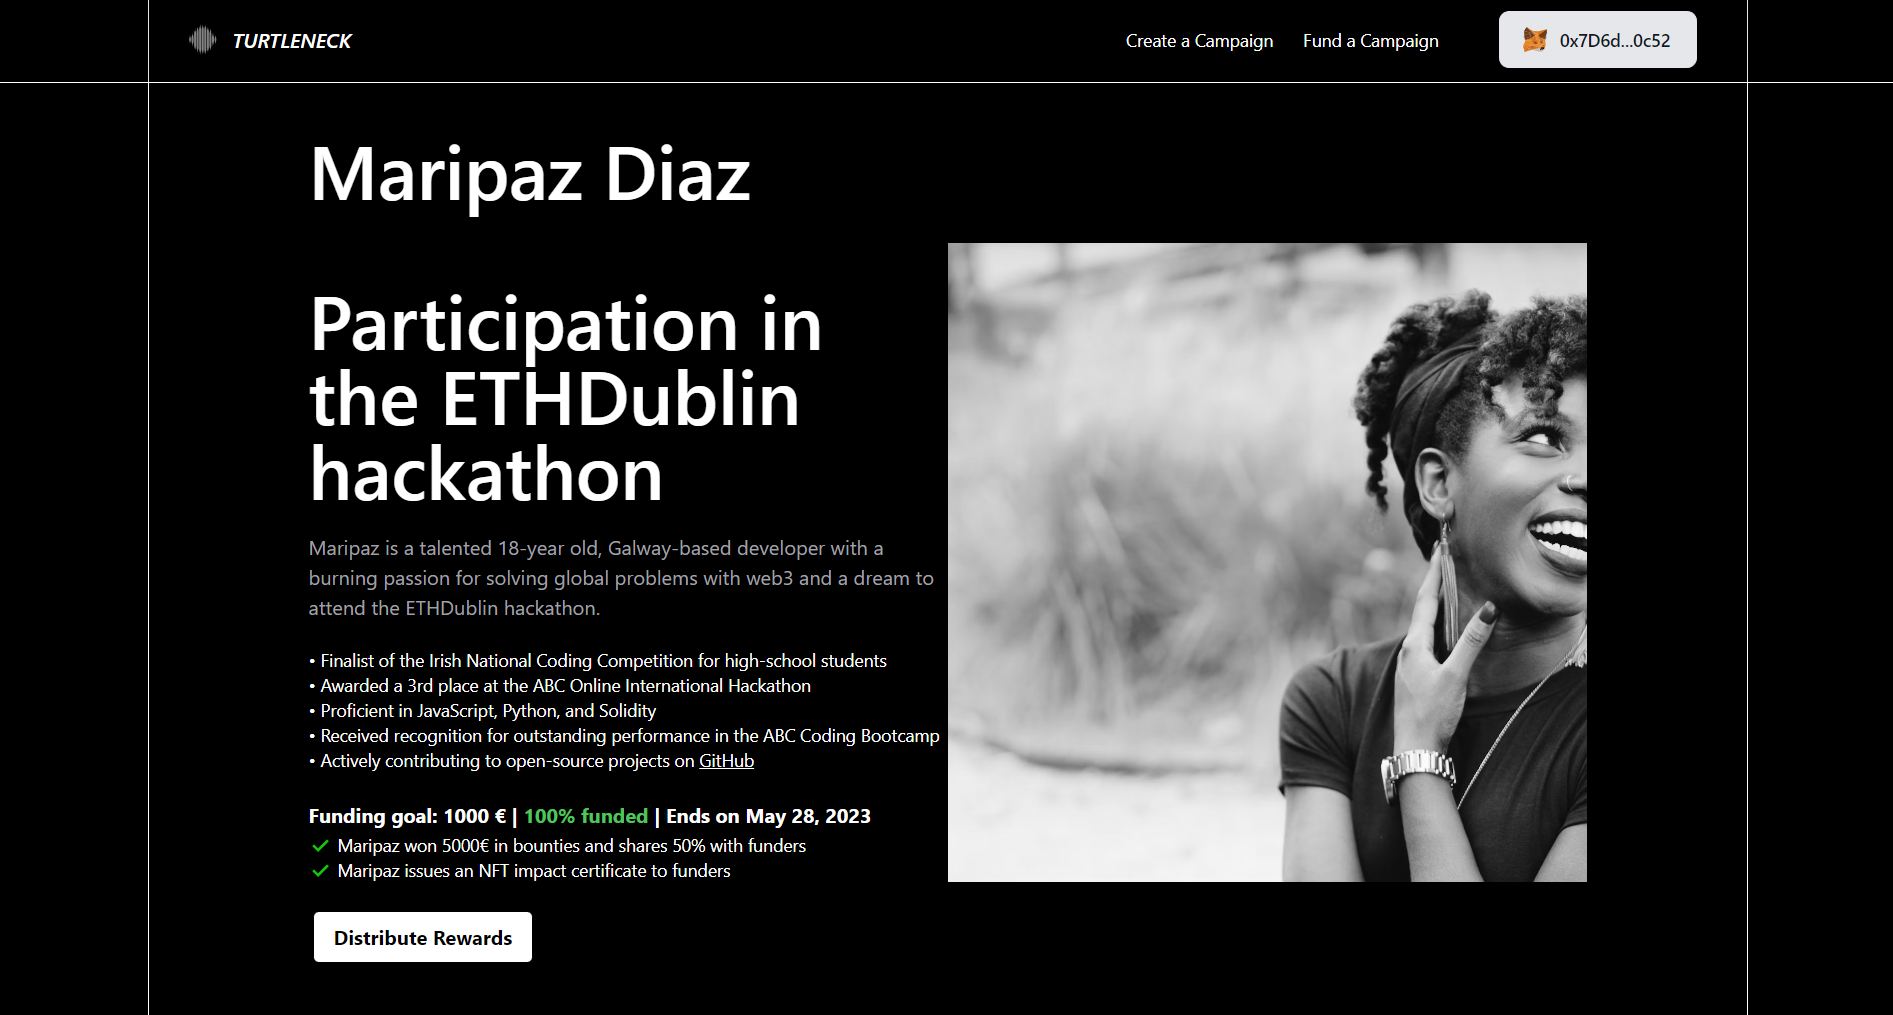 TURTLENECK
Create a Campaign
Fund a Campaign
0x7D6d...0c52
Maripaz Diaz
Participation in
the ETHDublin
hackathon
Maripaz is a talented 18-year old, Galway-based developer with a
burning passion for solving global problems with web3 and a dream to
attend the ETHDublin hackathon.
• Finalist of the Irish National Coding Competition for high-school students
• Awarded a 3rd place at the ABC Online International Hackathon
• Proficient in JavaScript, Python, and Solidity
• Received recognition for outstanding performance in the ABC Coding Bootcamp
• Actively contributing to open-source projects on GitHub
Funding goal: 1000 € | 100% funded | Ends on May 28, 2023
Maripaz won 5000€ in bounties and shares 50% with funders
Maripaz issues an NFT impact certificate to funders
Distribute Rewards